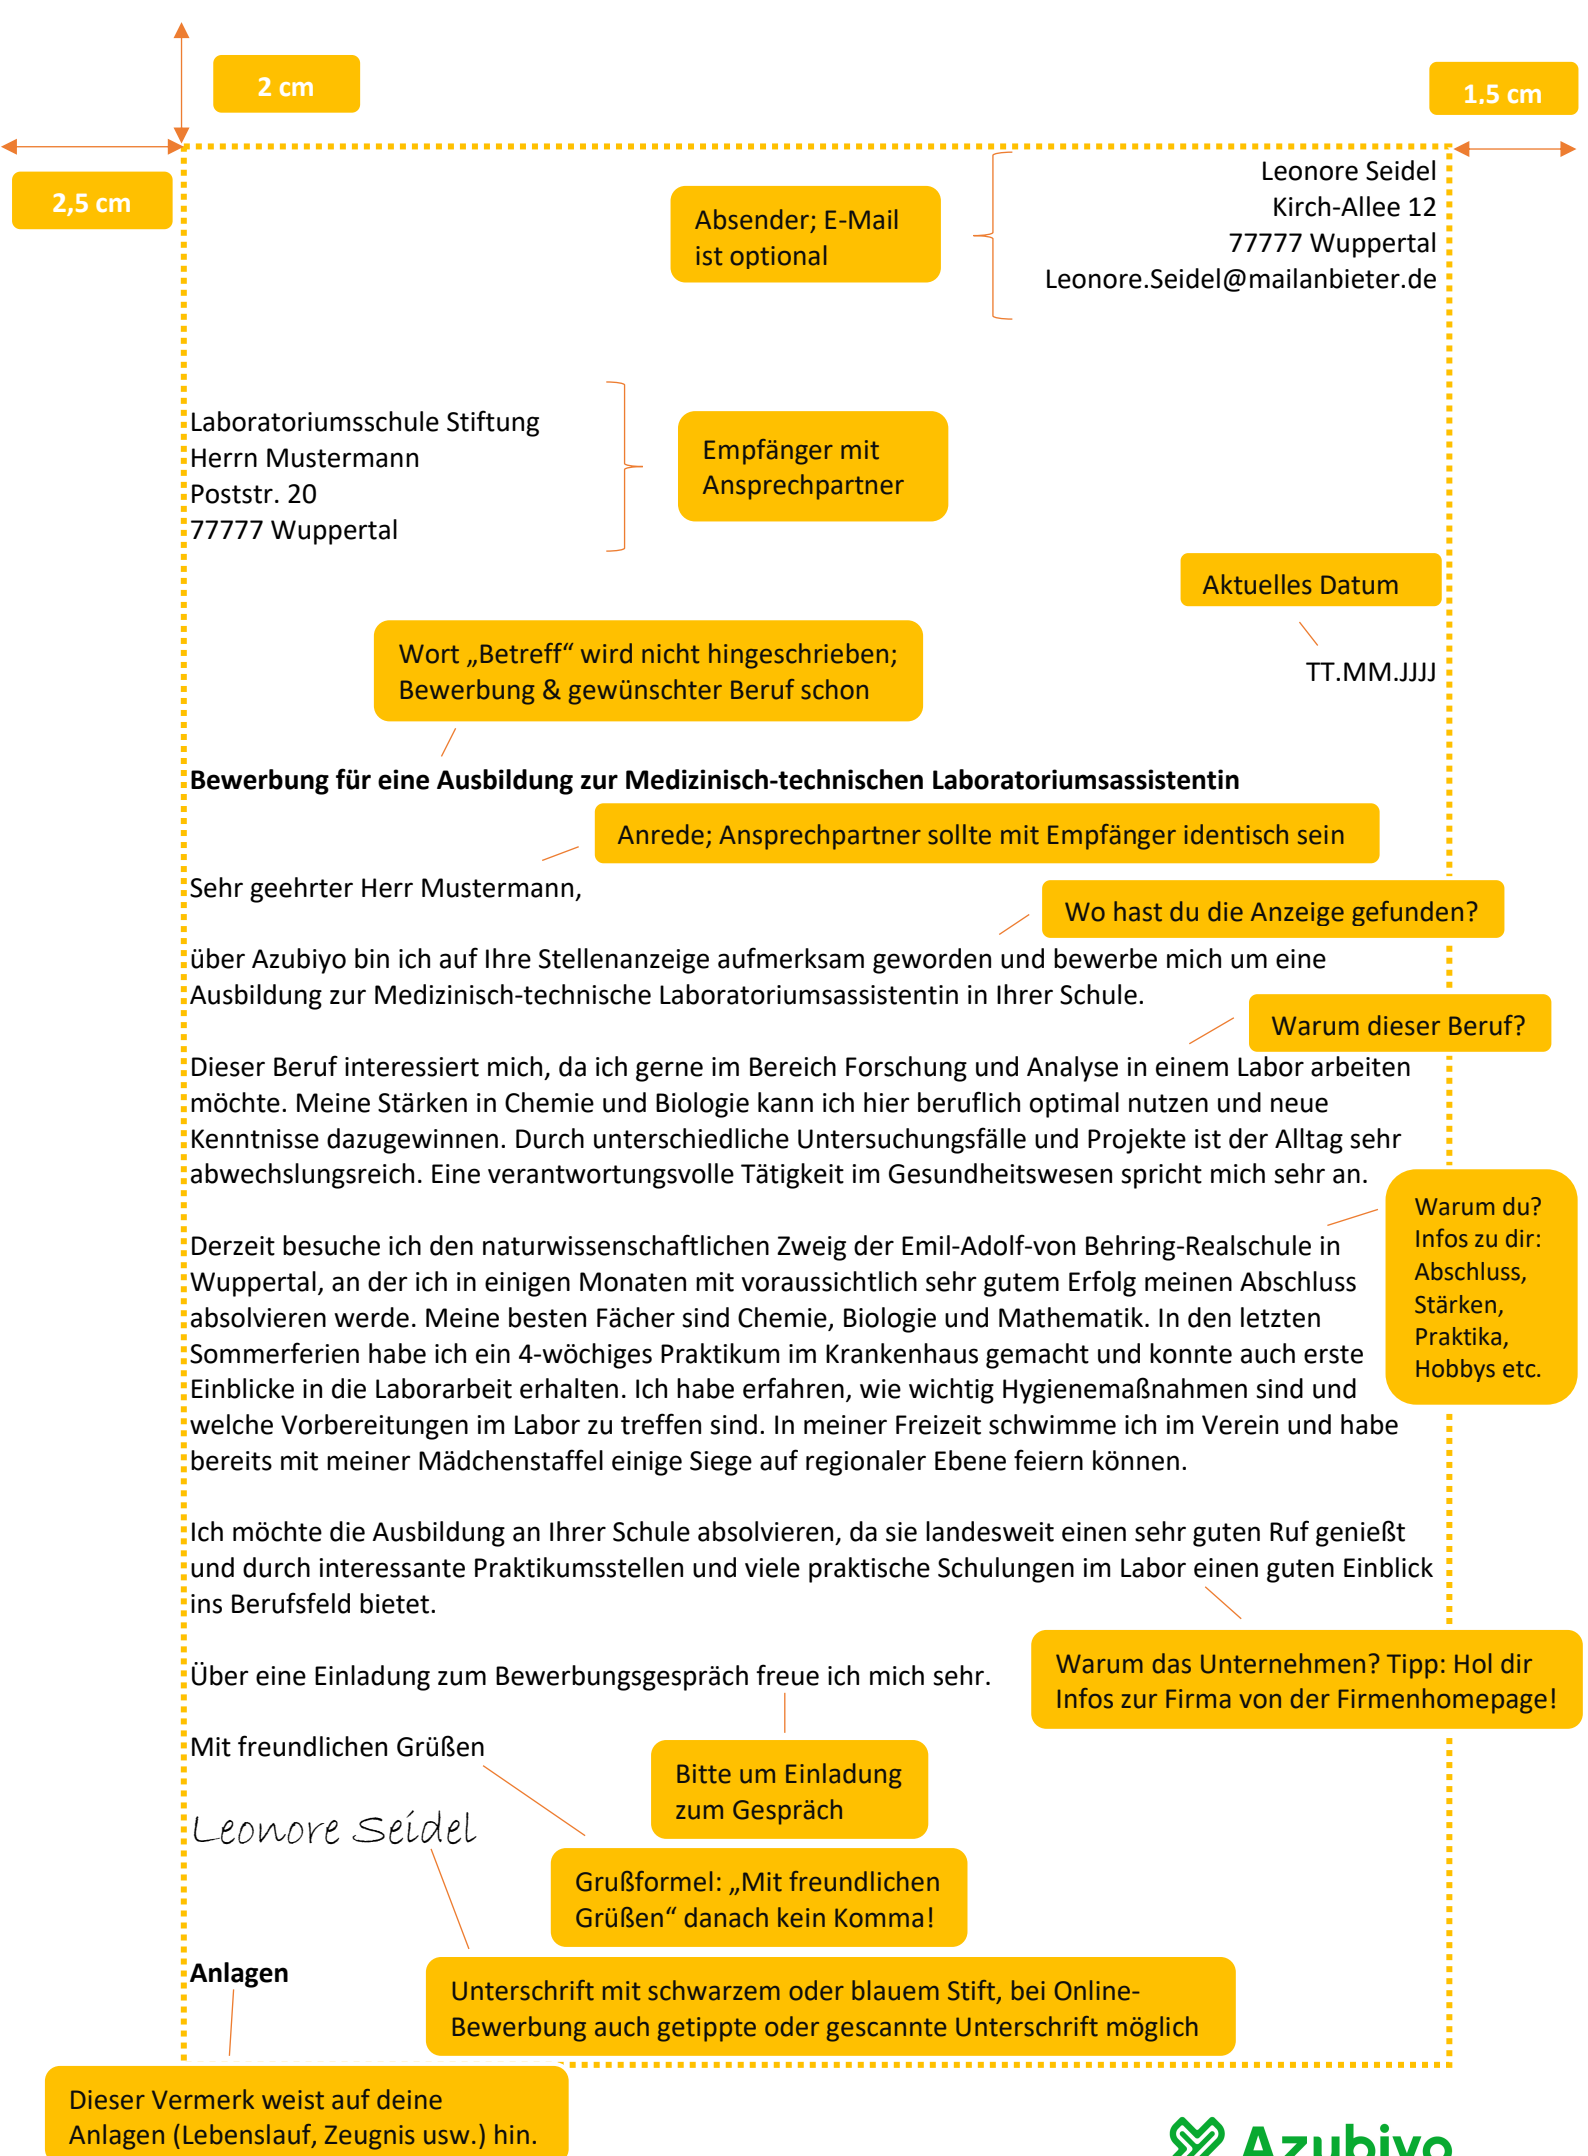 2 cm
1,5 cm
2,5 cm
Absender; E-Mail
ist optional
Leonore Seidel
Kirch-Allee 12
77777 Wuppertal
Leonore.Seidel@mailanbieter.de
Laboratoriumsschule Stiftung
Herrn Mustermann
Poststr. 20
77777 Wuppertal
Empfänger mit
Ansprechpartner
Aktuelles Datum
TT.MM.JJJJ
Wort „Betreff“ wird nicht hingeschrieben;
Bewerbung & gewünschter Beruf schon
Bewerbung für eine Ausbildung zur Medizinisch-technischen Laboratoriumsassistentin
Anrede; Ansprechpartner sollte mit Empfänger identisch sein
Sehr geehrter Herr Mustermann,
Wo hast du die Anzeige gefunden?
über Azubiyo bin ich auf Ihre Stellenanzeige aufmerksam geworden und bewerbe mich um eine
Ausbildung zur Medizinisch-technische Laboratoriumsassistentin in Ihrer Schule.
Warum dieser Beruf?
Dieser Beruf interessiert mich, da ich gerne im Bereich Forschung und Analyse in einem Labor arbeiten
möchte. Meine Stärken in Chemie und Biologie kann ich hier beruflich optimal nutzen und neue
Kenntnisse dazugewinnen. Durch unterschiedliche Untersuchungsfälle und Projekte ist der Alltag sehr
abwechslungsreich. Eine verantwortungsvolle Tätigkeit im Gesundheitswesen spricht mich sehr an.
Warum du?
Infos zu dir:
Abschluss,
Stärken,
Praktika,
Hobbys etc.
Derzeit besuche ich den naturwissenschaftlichen Zweig der Emil-Adolf-von Behring-Realschule in
Wuppertal, an der ich in einigen Monaten mit voraussichtlich sehr gutem Erfolg meinen Abschluss
absolvieren werde. Meine besten Fächer sind Chemie, Biologie und Mathematik. In den letzten
Sommerferien habe ich ein 4-wöchiges Praktikum im Krankenhaus gemacht und konnte auch erste
Einblicke in die Laborarbeit erhalten. Ich habe erfahren, wie wichtig Hygienemaßnahmen sind und
welche Vorbereitungen im Labor zu treffen sind. In meiner Freizeit schwimme ich im Verein und habe
bereits mit meiner Mädchenstaffel einige Siege auf regionaler Ebene feiern können.
Ich möchte die Ausbildung an Ihrer Schule absolvieren, da sie landesweit einen sehr guten Ruf genießt
und durch interessante Praktikumsstellen und viele praktische Schulungen im Labor einen guten Einblick
ins Berufsfeld bietet.
Warum das Unternehmen? Tipp: Hol dir
Infos zur Firma von der Firmenhomepage!
Über eine Einladung zum Bewerbungsgespräch freue ich mich sehr.
Mit freundlichen Grüßen
Bitte um Einladung
zum Gespräch
Leonore Seidel
Grußformel: „Mit freundlichen
Grüßen“ danach kein Komma!
Anlagen
Unterschrift mit schwarzem oder blauem Stift, bei Online-
Bewerbung auch getippte oder gescannte Unterschrift möglich
Dieser Vermerk weist auf deine
Anlagen (Lebenslauf, Zeugnis usw.) hin.
Azubiyo